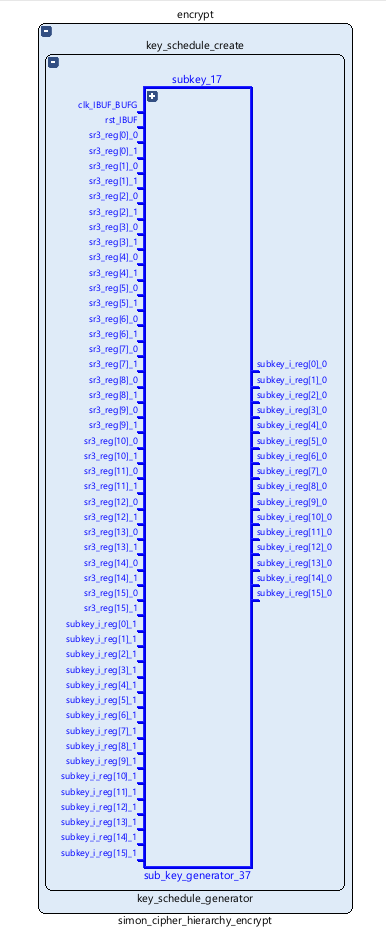 encrypt
key_schedule_create
subkey_17
clk_IBUF_BUFG
rst_IBUF
sr3_reg[0]_0
sr3_reg[0]_1
sr3_reg[1]_0
sr3_reg[1]_1
sr3_reg[2]_0
sr3_reg[2]_1
sr3_reg[3]_0
sr3_reg[3]_1
sr3_reg[4]_0
sr3_reg[4]_1
sr3_reg[5]_0
sr3_reg[5]_1
sr3_reg[6]_0
sr3_reg[6]_1
sr3_reg[7]_0
sr3_reg[7]_1
sr3_reg[8]_0
sr3_reg[8]_1
sr3_reg[9]_0
sr3_reg[9]_1
sr3_reg[10]_0
sr3_reg[10]_1
sr3_reg[11]_0
sr3_reg[11]_1
sr3_reg[12]_0
sr3_reg[12]_1
sr3_reg[13]_0
sr3_reg[13]_1
sr3_reg[14]_0
sr3_reg[14]_1
sr3_reg[15]_0
sr3_reg[15]_1
subkey_i_reg[0]_1
subkey_i_reg[1]_1
subkey_i_reg[2]_1
subkey_i_reg[3]_1
subkey_i_reg[4]_1
subkey_i_reg[5]_1
subkey_i_reg[6]_1
subkey_i_reg[7]_1
subkey_i_reg[8]_1
subkey_i_reg[9]_1
subkey_i_reg[10]_1
subkey_i_reg[11]_1
subkey_i_reg[12]_1
subkey_i_reg[13]_1
subkey_i_reg[14]_1
subkey_i_reg[15]_1
subkey_i_reg[0]_0
subkey_i_reg[1]_0
subkey_i_reg[2]_0
subkey_i_reg[3]_0
subkey_i_reg[4]_0
subkey_i_reg[5]_0
subkey_i_reg[6]_0
subkey_i_reg[7]_0
subkey_i_reg[8]_0
subkey_i_reg[9]_0
subkey_i_reg[10]_0
subkey_i_reg[11]_0
subkey_i_reg[12]_0
subkey_i_reg[13]_0
subkey_i_reg[14]_0
subkey_i_reg[15]_0
sub_key_generator_37
key_schedule_generator
simon_cipher_hierarchy_encrypt